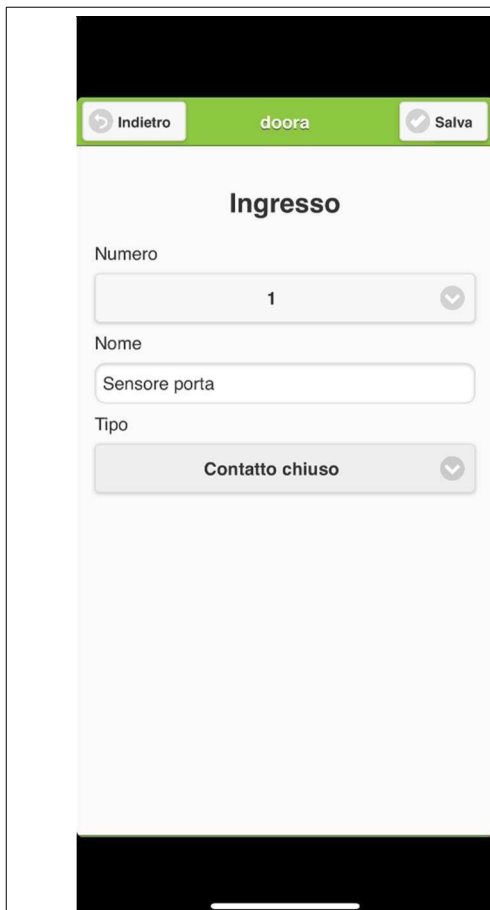 Indietro
doora
Salva
Ingresso
Numero
1
Nome
Sensore porta
Tipo
Contatto chiuso